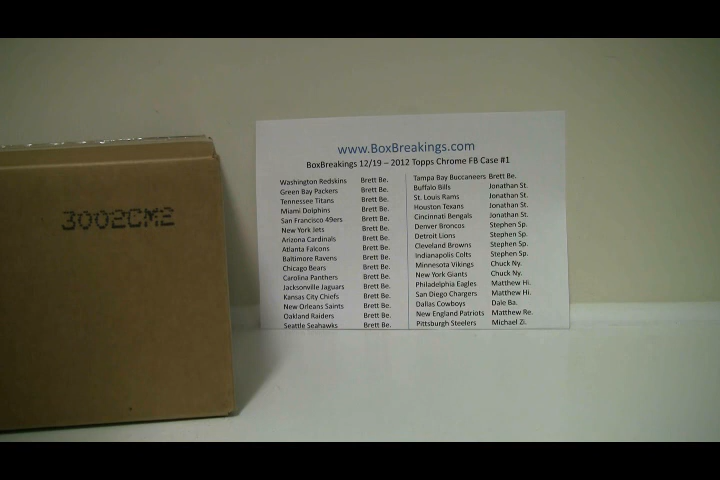 3002CME
www.BoxBreakings.com
BoxBreakings 12/19 – 2012 Topps Chrome FB Case #1
Washington Redskins Brett Be.
Green Bay Packers Brett Be.
Tennessee Titans Brett Be.
Miami Dolphins Brett Be.
San Francisco 49ers Brett Be.
New York Jets Brett Be.
Arizona Cardinals Brett Be.
Atlanta Falcons Brett Be.
Baltimore Ravens Brett Be.
Chicago Bears Brett Be.
Carolina Panthers Brett Be.
Jacksonville Jaguars Brett Be.
Kansas City Chiefs Brett Be.
New Orleans Saints Brett Be.
Oakland Raiders Brett Be.
Seattle Seahawks Brett Be.
Tampa Bay Buccaneers Brett Be.
Buffalo Bills Jonathan St.
St. Louis Rams Jonathan St.
Houston Texans Jonathan St.
Cincinnati Bengals Jonathan St.
Denver Broncos Stephen Sp.
Detroit Lions Stephen Sp.
Cleveland Browns Stephen Sp.
Indianapolis Colts Stephen Sp.
Minnesota Vikings Chuck Ny.
New York Giants Chuck Ny.
Philadelphia Eagles Matthew Hi.
San Diego Chargers Matthew Hi.
Dallas Cowboys Dale Ba.
New England Patriots Matthew Re.
Pittsburgh Steelers Michael Zi.